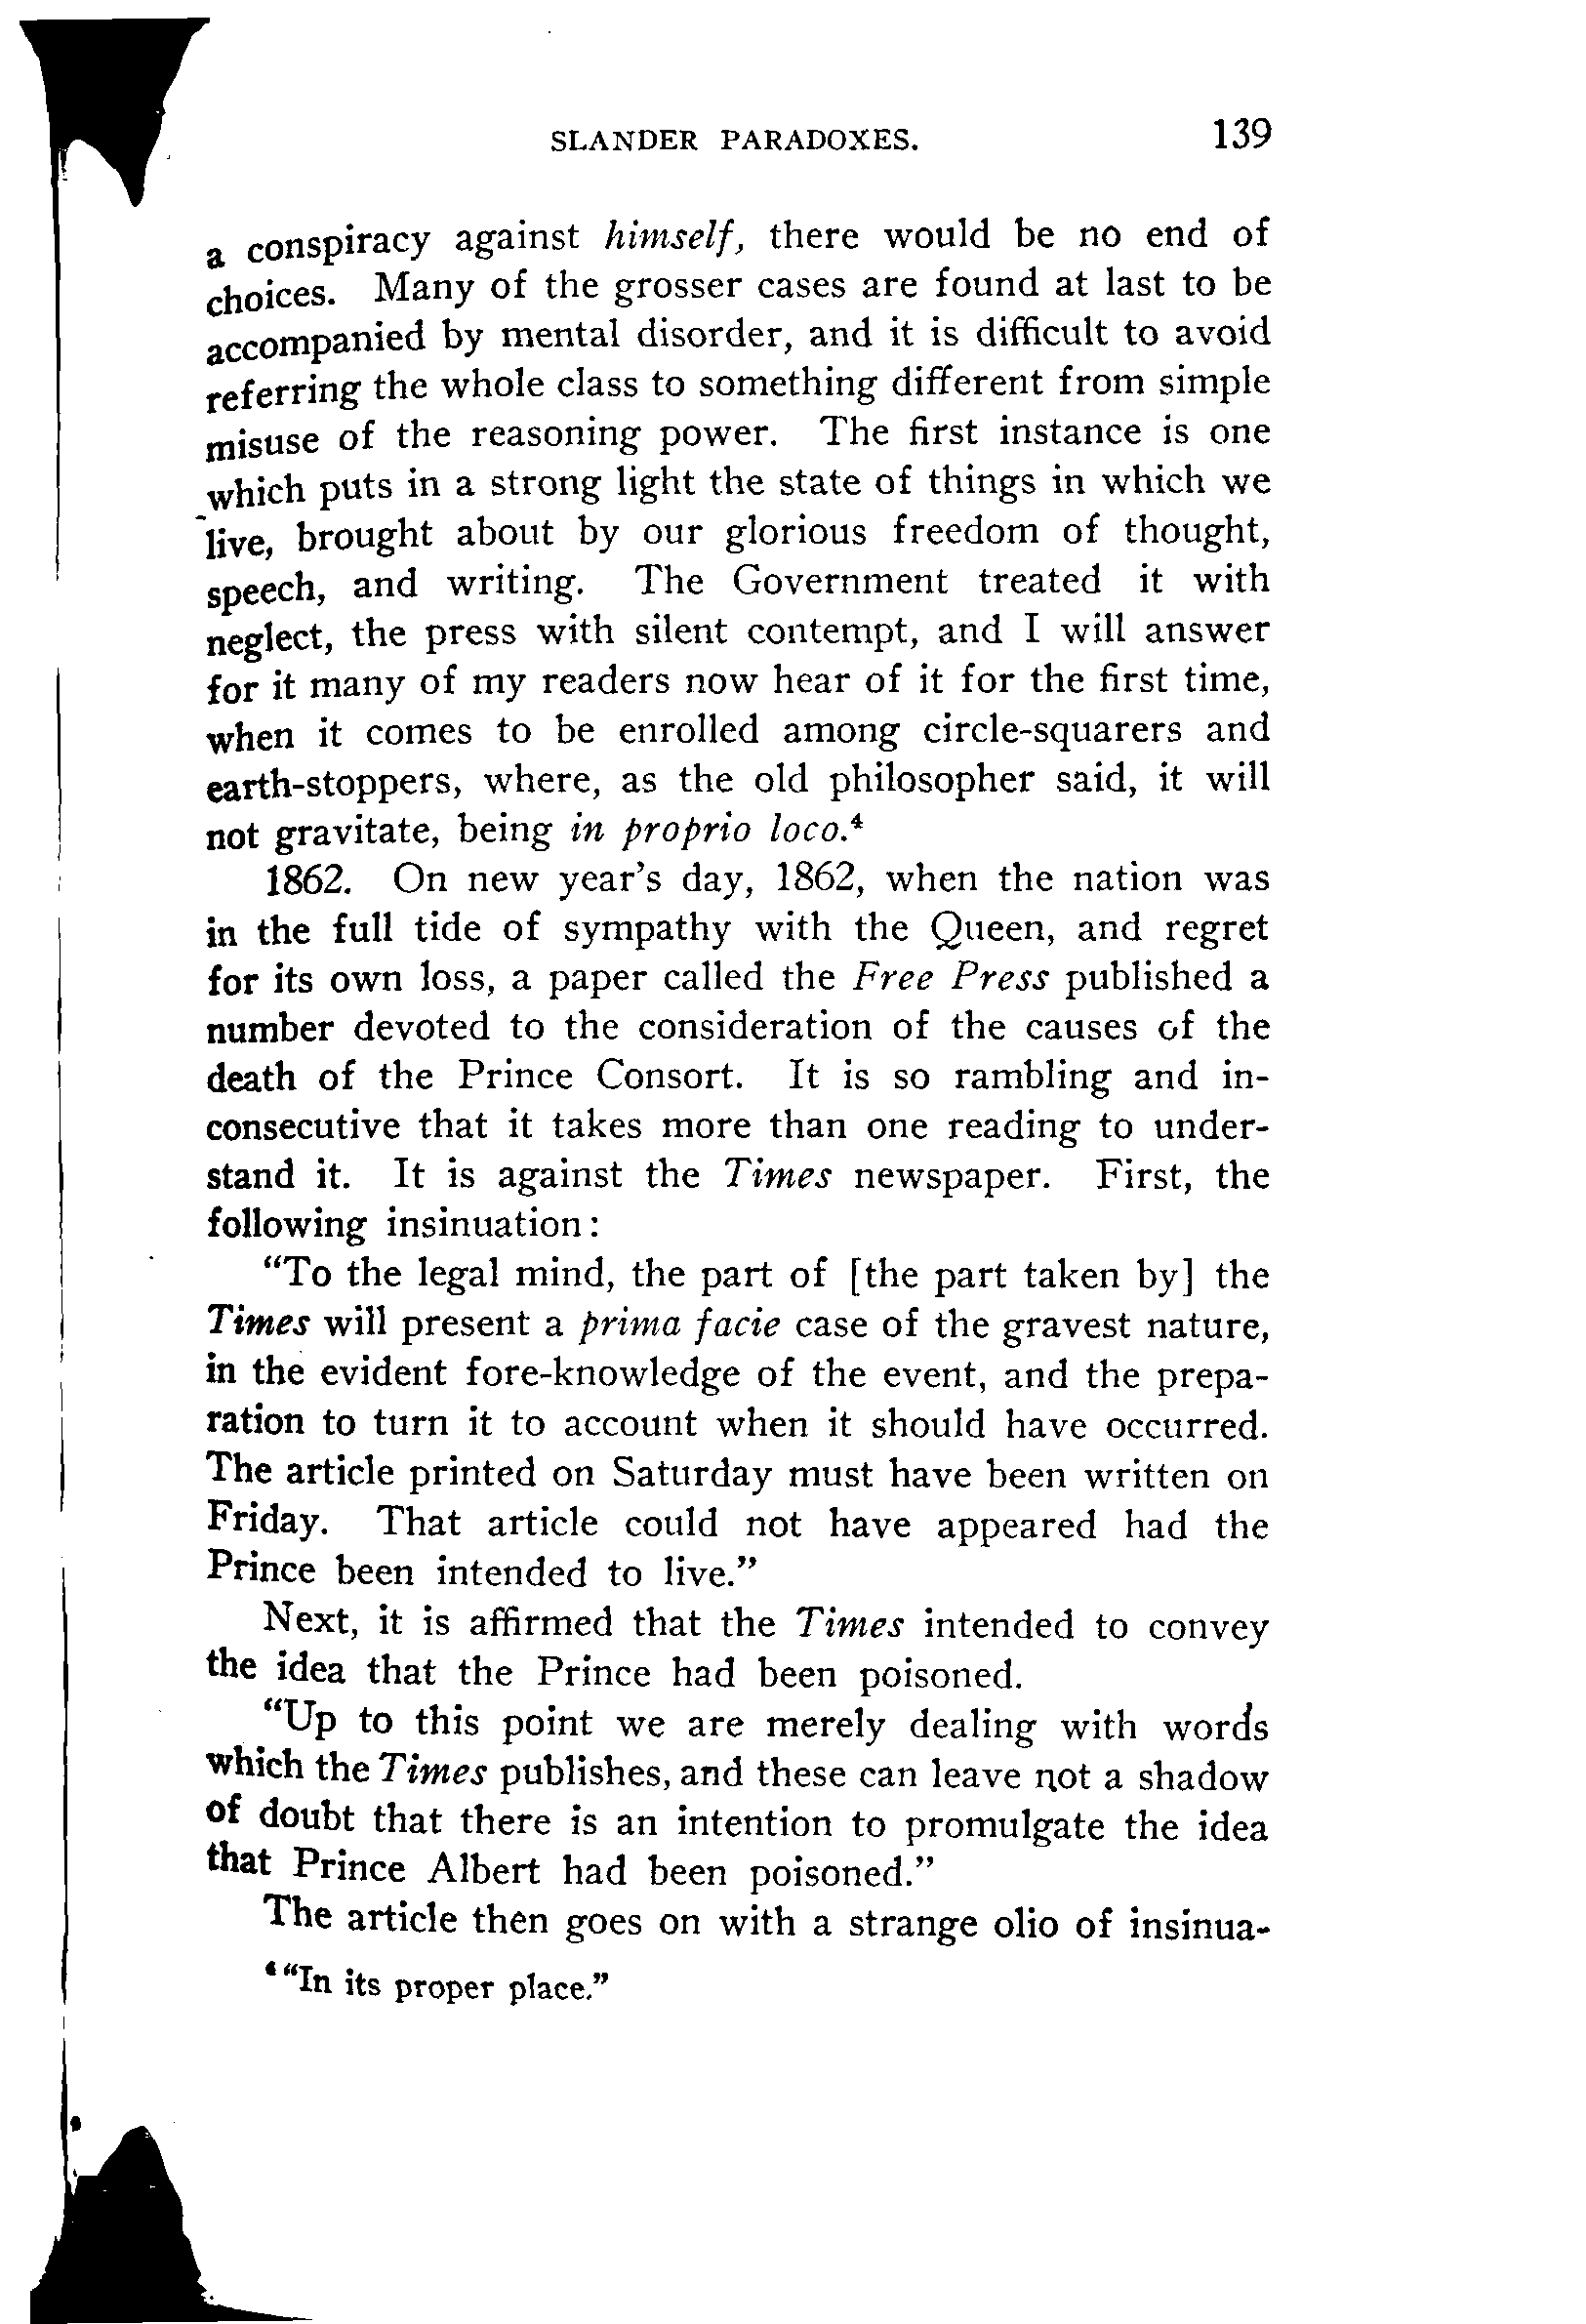 SLANDER PARADOXES. 139
a conspiracy against himself, there would be no end of
choices. Many of the grosser cases are found at last to be
accompanied by mental disorder, and it is difficult to avoid
referring the whole class to something different from simple
misuse of the reasoning power. The first instance is one
which puts in a strong light the state of things in which we
live, brought about by our glorious freedom of thought,
speech, and writing. The Government treated it with
neglect, the press with silent contempt, and I will answer
for it many of my readers now hear of it for the first time,
when it comes to be enrolled among circle-squarers and
earth-stoppers, where, as the old philosopher said, it will
not gravitate, being in proprio loco.⁴
1862. On new year's day, 1862, when the nation was
in the full tide of sympathy with the Queen, and regret
for its own loss, a paper called the Free Press published a
number devoted to the consideration of the causes of the
death of the Prince Consort. It is so rambling and in-
consecutive that it takes more than one reading to under-
stand it. It is against the Times newspaper. First, the
following insinuation:
"To the legal mind, the part of [the part taken by] the
Times will present a prima facie case of the gravest nature,
in the evident fore-knowledge of the event, and the prepa-
ration to turn it to account when it should have occurred.
The article printed on Saturday must have been written on
Friday. That article could not have appeared had the
Prince been intended to live."
Next, it is affirmed that the Times intended to convey
the idea that the Prince had been poisoned.
"Up to this point we are merely dealing with words
which the Times publishes, and these can leave not a shadow
of doubt that there is an intention to promulgate the idea
that Prince Albert had been poisoned."
The article then goes on with a strange olio of insinua-
⁴ "In its proper place."